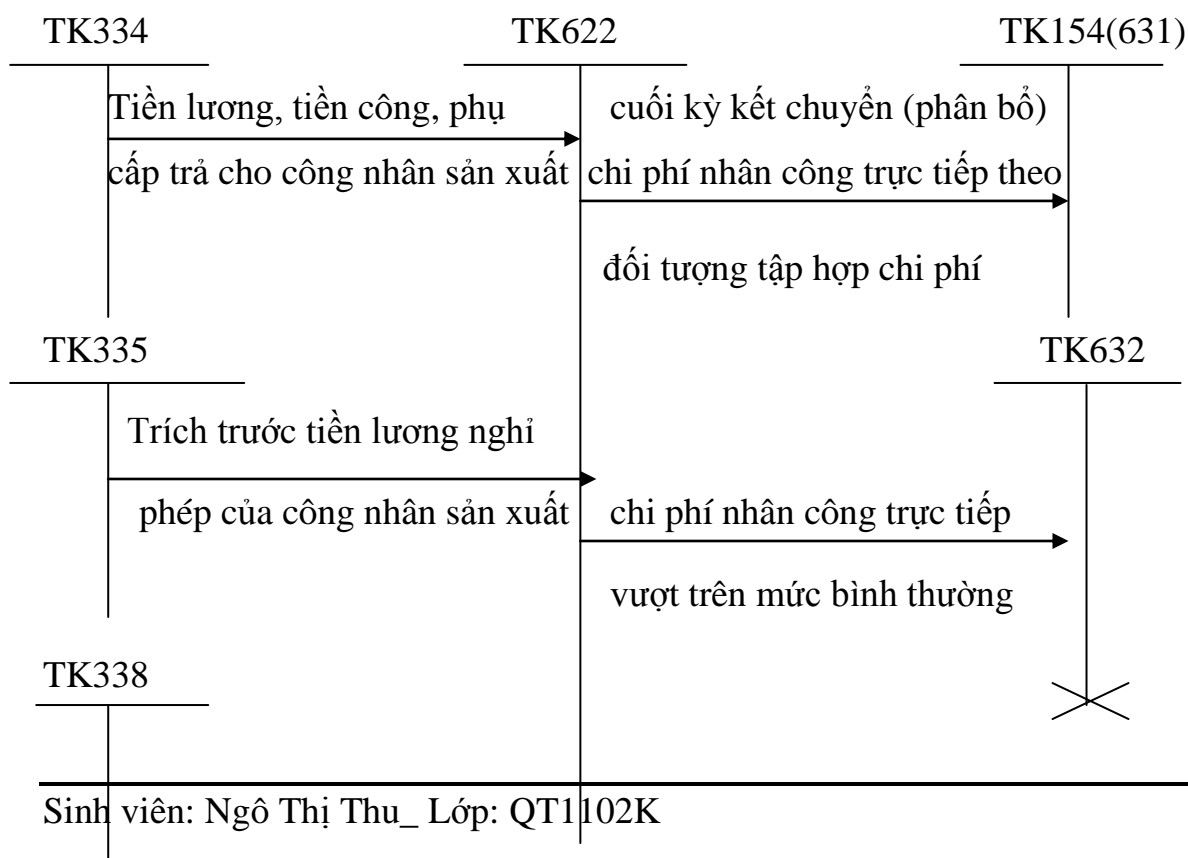 TK334 TK622 TK154(631)
Tiền lương, tiền công, phụ cuối kỳ kết chuyển (phân bổ)
cấp trả cho công nhân sản xuất chi phí nhân công trực tiếp theo
đối tượng tập hợp chi phí
TK335 TK632
Trích trước tiền lương nghỉ
phép của công nhân sản xuất chi phí nhân công trực tiếp
vượt trên mức bình thường
TK338
Sinh viên: Ngô Thị Thu_ Lớp: QT1102K